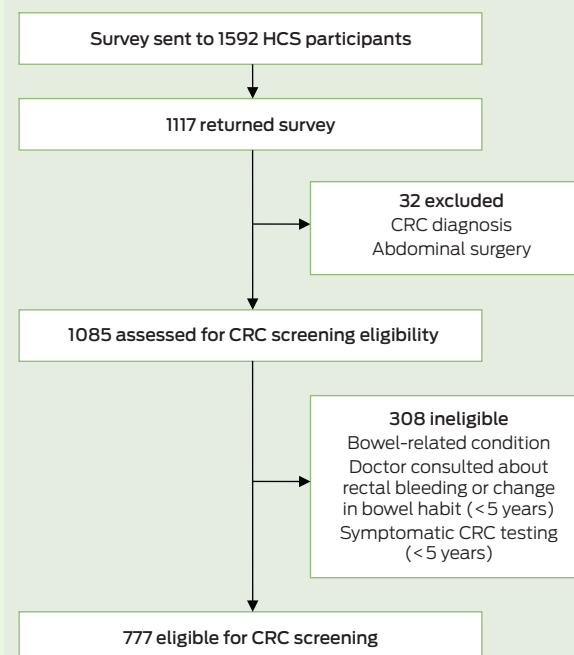 Survey sent to 1592 HCS participants
1117 returned survey
32 excluded
CRC diagnosis
Abdominal surgery
1085 assessed for CRC screening eligibility
308 ineligible
Bowel-related condition
Doctor consulted about
rectal bleeding or change
in bowel habit (<5 years)
Symptomatic CRC testing
(<5 years)
777 eligible for CRC screening